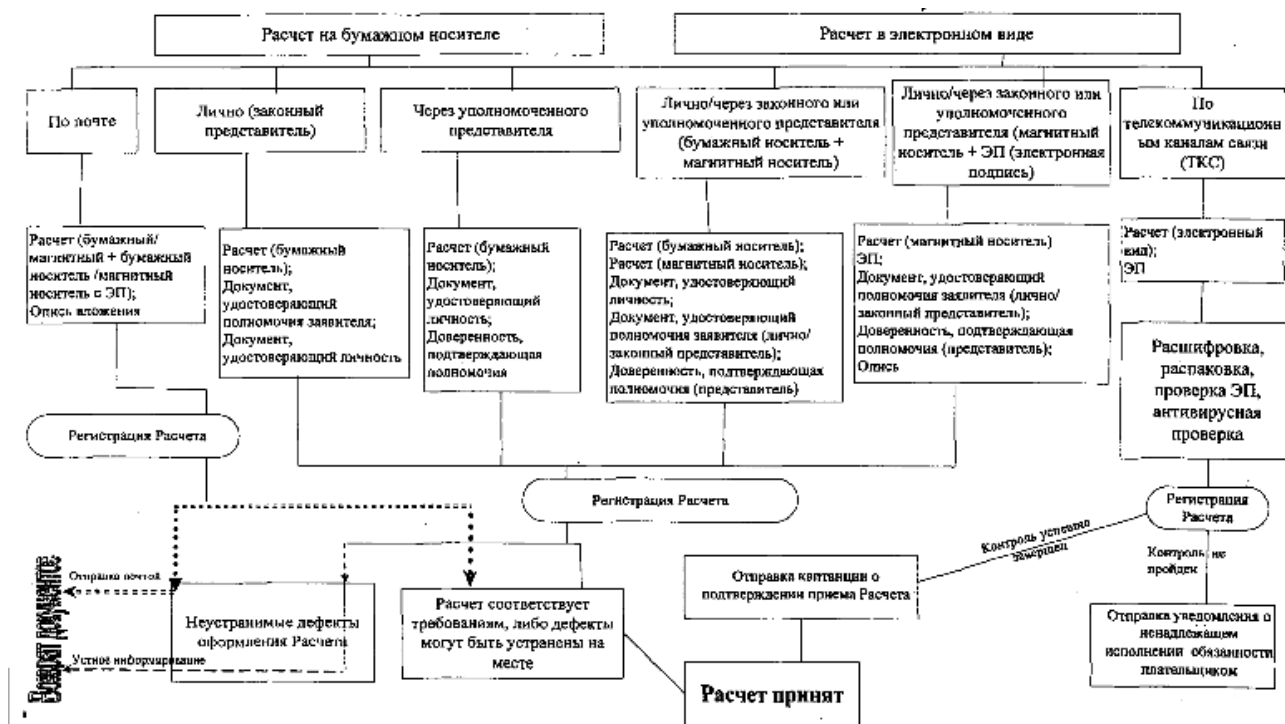 Расчет на бумажном носителе
Расчет в электронном виде
По почте
Лично (законный
представитель)
Через уполномоченного
представителя
Лично/через законного или
уполномоченного представителя
(бумажный носитель +
магнитный носитель)
Лично/через законного или
уполномоченного
представителя (магнитный
носитель + ЭП (электронная
подпись)
По
телекоммуникационн
ым каналам связи
(ТКС)
Расчет (бумажный/
магнитный + бумажный
носитель /магнитный
носитель с ЭП);
Опись вложения
Расчет (бумажный
носитель);
Документ,
удостоверяющий
полномочия заявителя;
Документ,
удостоверяющий личность
Расчет (бумажный
носитель);
Документ,
удостоверяющий
личность;
Доверенность,
подтверждающая
полномочия
Расчет (бумажный носитель);
Расчет (магнитный носитель);
Документ, удостоверяющий
личность;
Документ, удостоверяющий
полномочия заявителя (лично/
законный представитель);
Доверенность, подтверждающая
полномочия (представитель)
Расчет (магнитный носитель)
ЭП;
Документ, удостоверяющий
полномочия заявителя (лично/
законный представитель);
Доверенность, подтверждающая
полномочия (представитель);
Опись
Расчет (электронный
вид);
ЭП
Расшифровка,
распаковка,
проверка ЭП,
антивирусная
проверка
Регистрация Расчета
Регистрация Расчета
Регистрация
Расчета
Контроль успешно
завершен
Контроль не
пройден
Возврат документов
Отправка почтой
Устное информирование
Неустранимые дефекты
оформления Расчета
Расчет соответствует
требованиям, либо дефекты
могут быть устранены на
месте
Отправка квитанции о
подтверждении приема Расчета
Отправка уведомления о
ненадлежащем
исполнении обязанности
плательщиком
Расчет принят